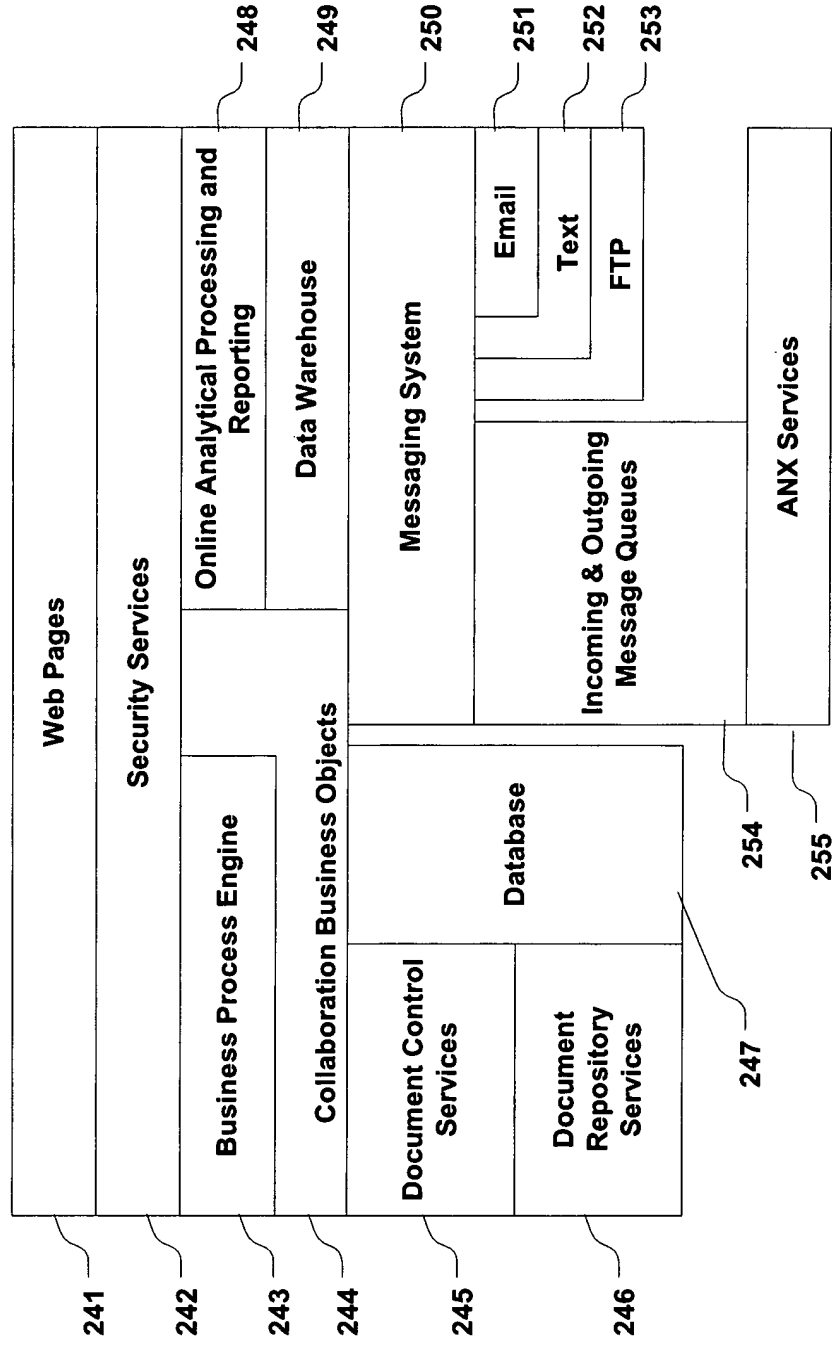 Web Pages
Security Services
Business Process Engine
Online Analytical Processing and
Reporting
Collaboration Business Objects
Data Warehouse
Document Control
Services
Database
Messaging System
Document
Repository
Services
Incoming & Outgoing
Message Queues
Email
Text
FTP
ANX Services
241
242
243
244
245
246
247
248
249
250
251
252
253
254
255